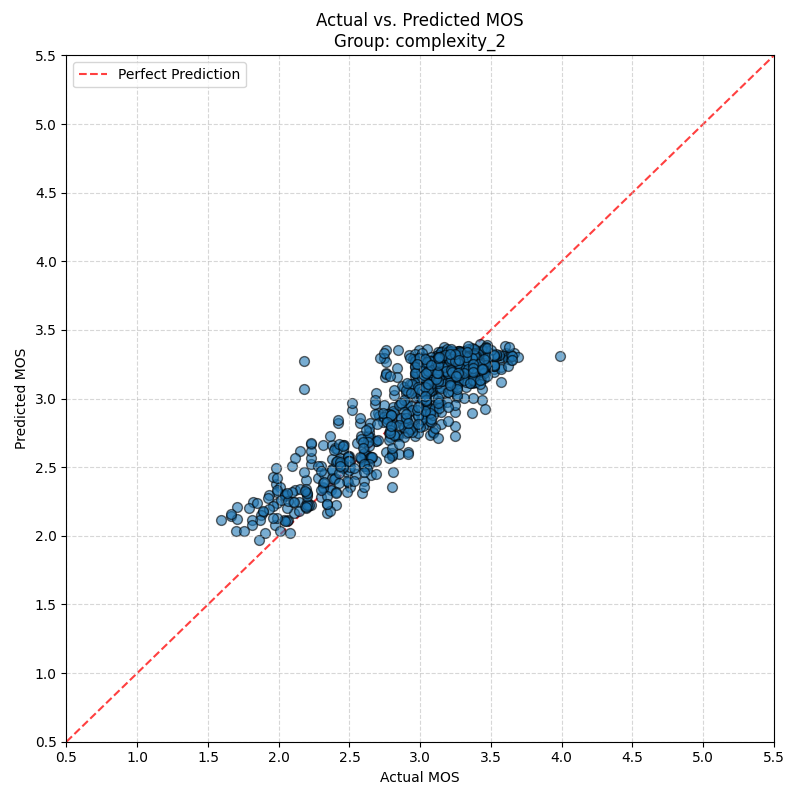 Actual vs. Predicted MOS
Group: complexity_2
Perfect Prediction
5.5
5.0
4.5
4.0
3.5
3.0
2.5
2.0
1.5
1.0
0.5
Predicted MOS
0.5 1.0 1.5 2.0 2.5 3.0 3.5 4.0 4.5 5.0 5.5
Actual MOS